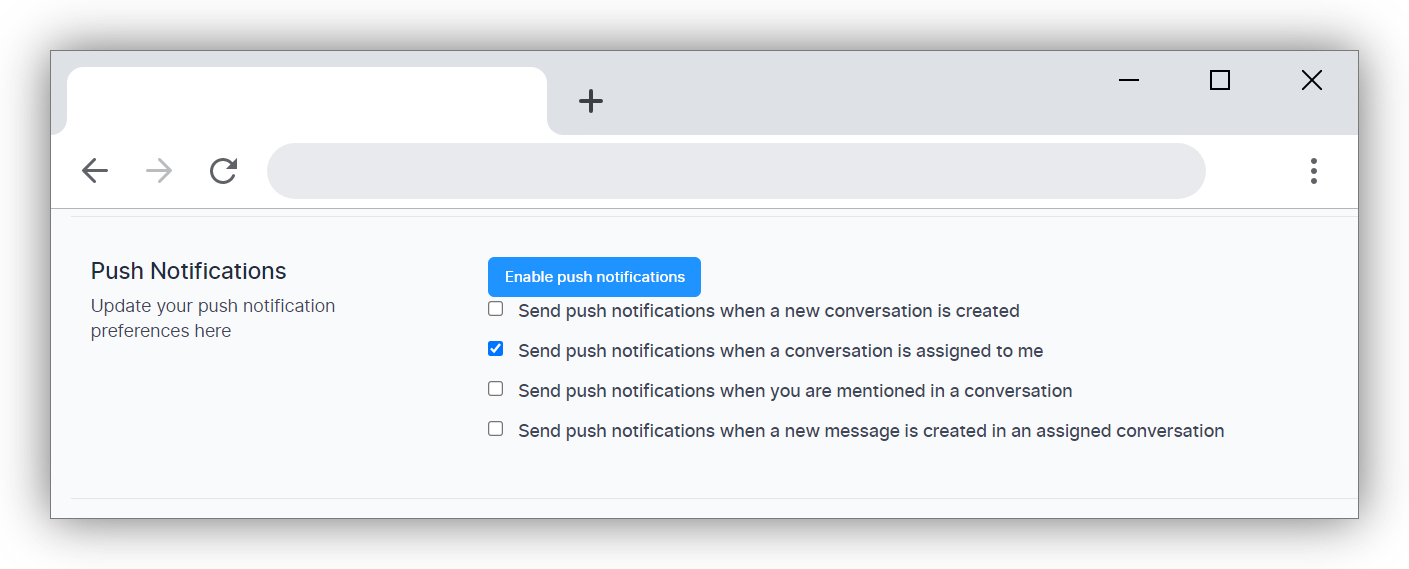 Push Notifications
Update your push notification
preferences here
Enable push notifications
Send push notifications when a new conversation is created
Send push notifications when a conversation is assigned to me
Send push notifications when you are mentioned in a conversation
Send push notifications when a new message is created in an assigned conversation